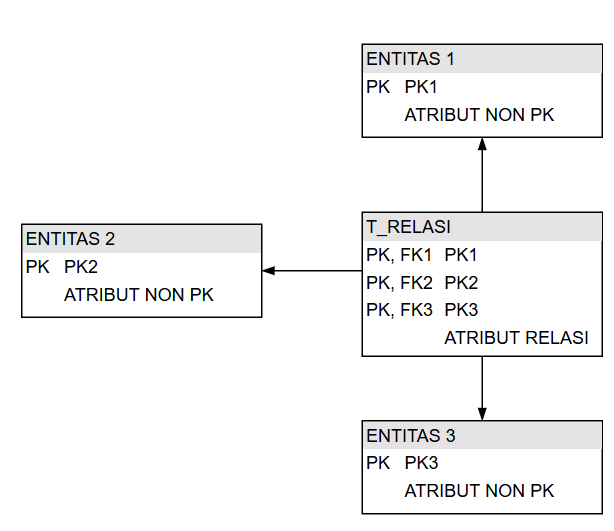 ENTITAS 1
PK PK1
ATRIBUT NON PK
T_RELASI
PK, FK1 PK1
PK, FK2 PK2
PK, FK3 PK3
ATRIBUT RELASI
ENTITAS 2
PK PK2
ATRIBUT NON PK
ENTITAS 3
PK PK3
ATRIBUT NON PK